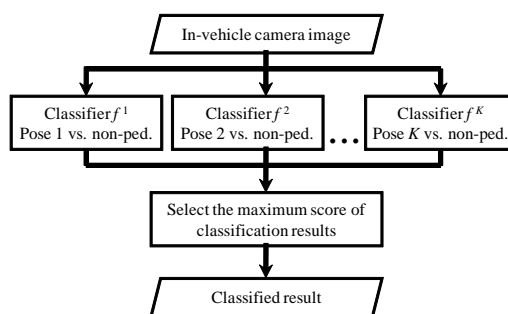 In-vehicle camera image
Classifier f 1
Pose 1 vs. non-ped.
Classifier f 2
Pose 2 vs. non-ped.
...
Classifier f K
Pose K vs. non-ped.
Select the maximum score of
classification results
Classified result